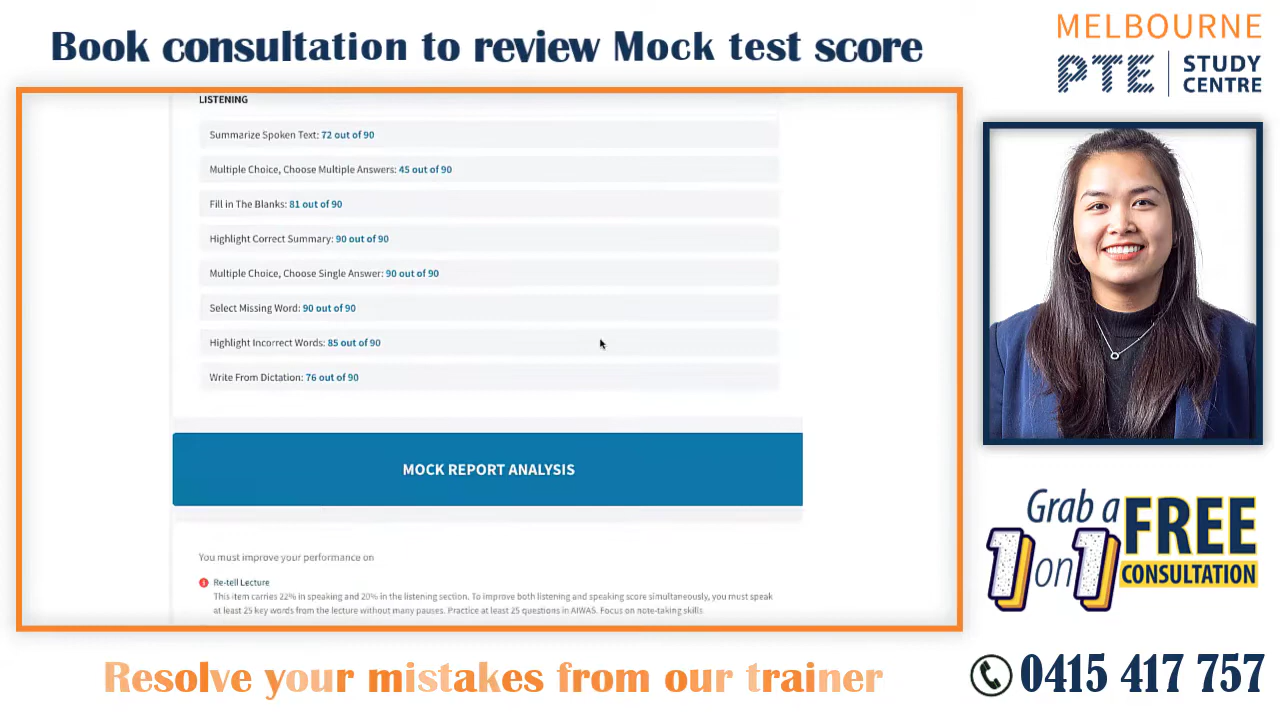 Book consultation to review Mock test score
MELBOURNE
PTE STUDY CENTRE
LISTENING
Summarize Spoken Text: 72 out of 90
Multiple Choice, Choose Multiple Answers: 45 out of 90
Fill in The Blanks: 81 out of 90
Highlight Correct Summary: 90 out of 90
Multiple Choice, Choose Single Answer: 90 out of 90
Select Missing Word: 90 out of 90
Highlight Incorrect Words: 85 out of 90
Write From Dictation: 76 out of 90
MOCK REPORT ANALYSIS
You must improve your performance on
Re-tell Lecture
This item carries 22% in speaking and 20% in the listening section. To improve both listening and speaking score simultaneously, you must speak
at least 25 key words from the lecture without many pauses. Practice at least 25 questions in AIWAS. Focus on note-taking skills
Grab a
1 on 1 FREE
CONSULTATION
Resolve your mistakes from our trainer
0415 417 757